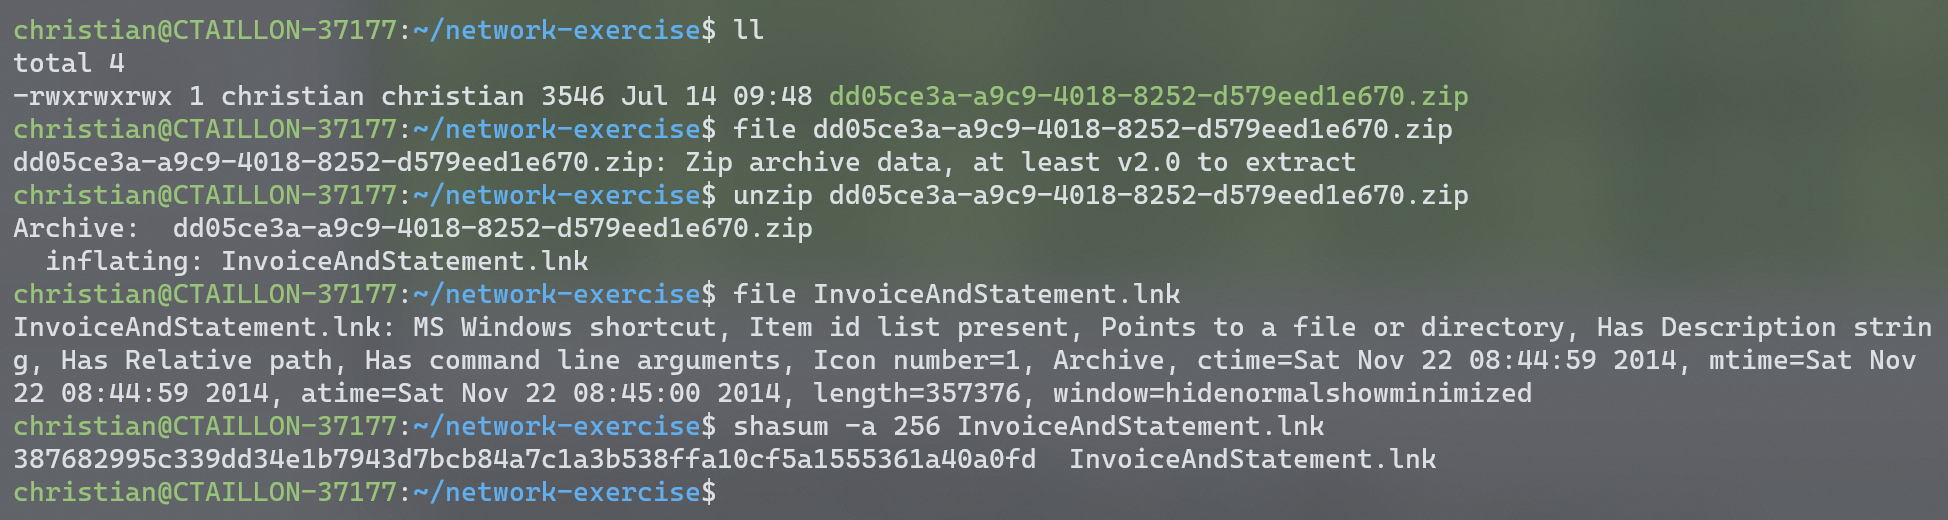 christian@CTAILLON-37177:~/network-exercise$ ll
total 4
-rwxrwxrwx 1 christian christian 3546 Jul 14 09:48 dd05ce3a-a9c9-4018-8252-d579eed1e670.zip
christian@CTAILLON-37177:~/network-exercise$ file dd05ce3a-a9c9-4018-8252-d579eed1e670.zip
dd05ce3a-a9c9-4018-8252-d579eed1e670.zip: Zip archive data, at least v2.0 to extract
christian@CTAILLON-37177:~/network-exercise$ unzip dd05ce3a-a9c9-4018-8252-d579eed1e670.zip
Archive:  dd05ce3a-a9c9-4018-8252-d579eed1e670.zip
  inflating: InvoiceAndStatement.lnk
christian@CTAILLON-37177:~/network-exercise$ file InvoiceAndStatement.lnk
InvoiceAndStatement.lnk: MS Windows shortcut, Item id list present, Points to a file or directory, Has Description strin
g, Has Relative path, Has command line arguments, Icon number=1, Archive, ctime=Sat Nov 22 08:44:59 2014, mtime=Sat Nov
22 08:44:59 2014, atime=Sat Nov 22 08:45:00 2014, length=357376, window=hidenormalshowminimized
christian@CTAILLON-37177:~/network-exercise$ shasum -a 256 InvoiceAndStatement.lnk
387682995c339dd34e1b7943d7bcb84a7c1a3b538ffa10cf5a1555361a40a0fd  InvoiceAndStatement.lnk
christian@CTAILLON-37177:~/network-exercise$